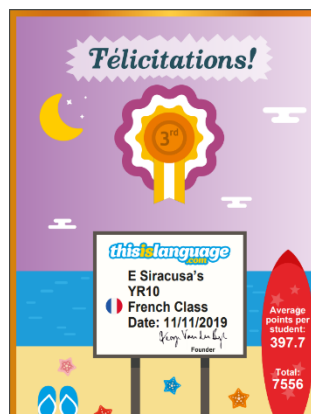 Félicitations!
3rd
thisislanguage
.com
E Siracusa's
YR10
French Class
Date: 11/11/2019
Founder
Average
points per
student:
397.7
Total:
7556